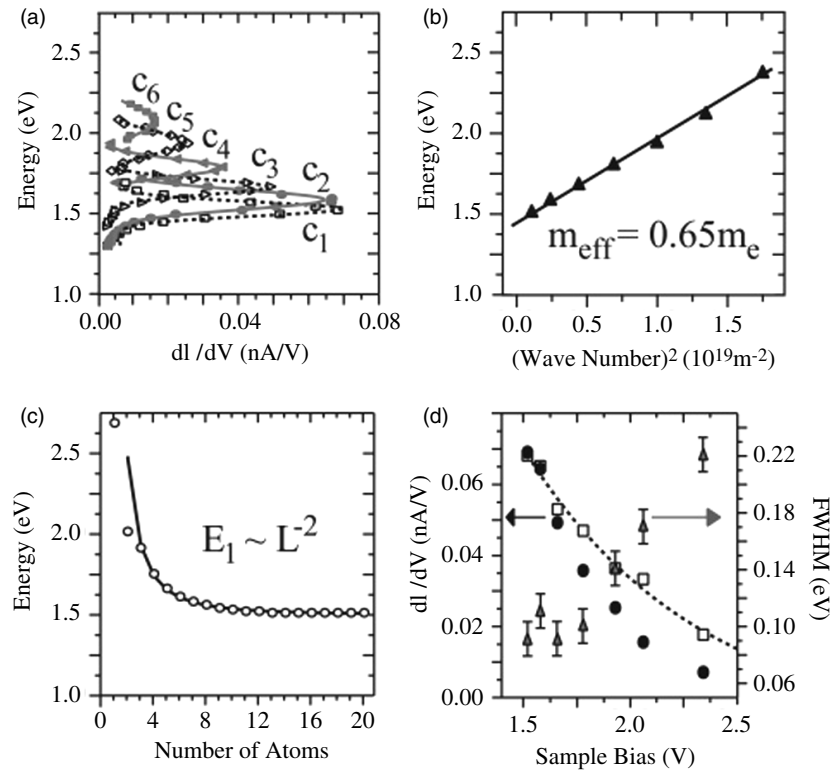 (a)
2.5
2.0
1.5
1.0
Energy (eV)
c6
c5
c4
c3
c2
c1
0.00 0.04 0.08
dI /dV (nA/V)
(b)
2.5
2.0
1.5
1.0
Energy (eV)
meff = 0.65me
0.0 0.5 1.0 1.5
(Wave Number)2 (1019m-2)
(c)
2.5
2.0
1.5
1.0
Energy (eV)
E1 ~ L-2
0 4 8 12 16 20
Number of Atoms
(d)
0.06
0.04
0.02
0.00
dI /dV (nA/V)
0.22
0.18
0.14
0.10
0.06
FWHM (eV)
1.5 2.0 2.5
Sample Bias (V)